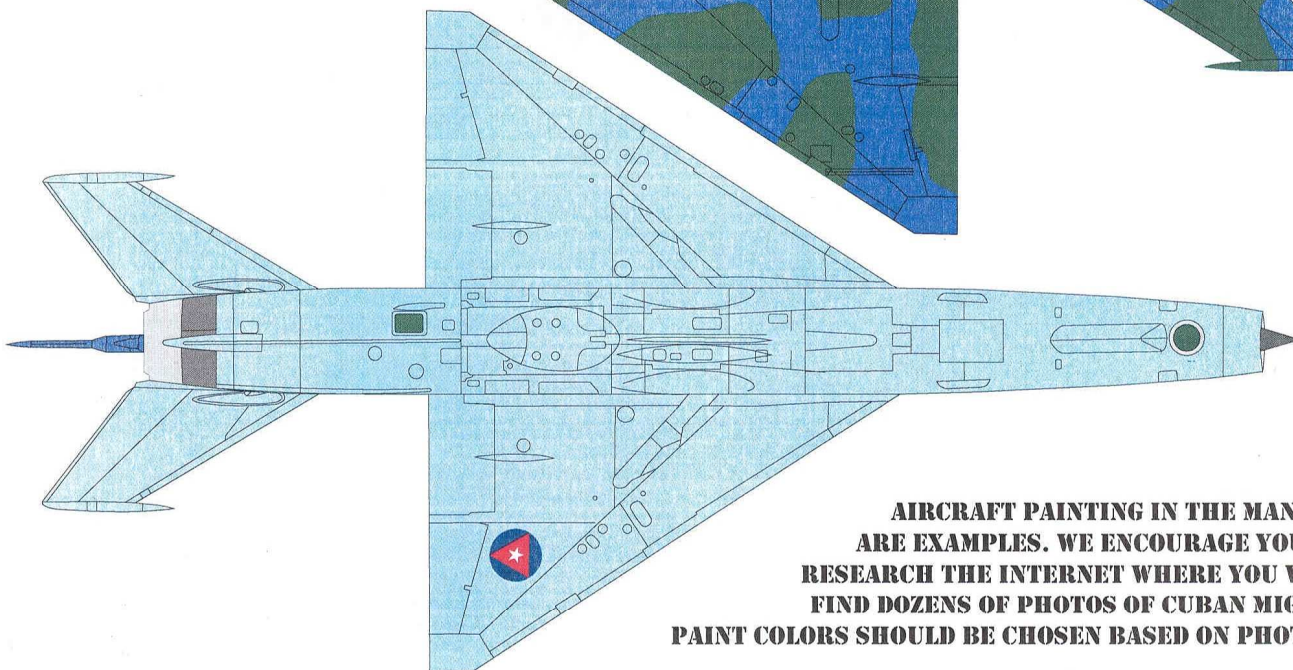 AIRCRAFT PAINTING IN THE MAN
ARE EXAMPLES. WE ENCOURAGE YOU
RESEARCH THE INTERNET WHERE YOU
FIND DOZENS OF PHOTOS OF CUBAN MIG
PAINT COLORS SHOULD BE CHOSEN BASED ON PHOT